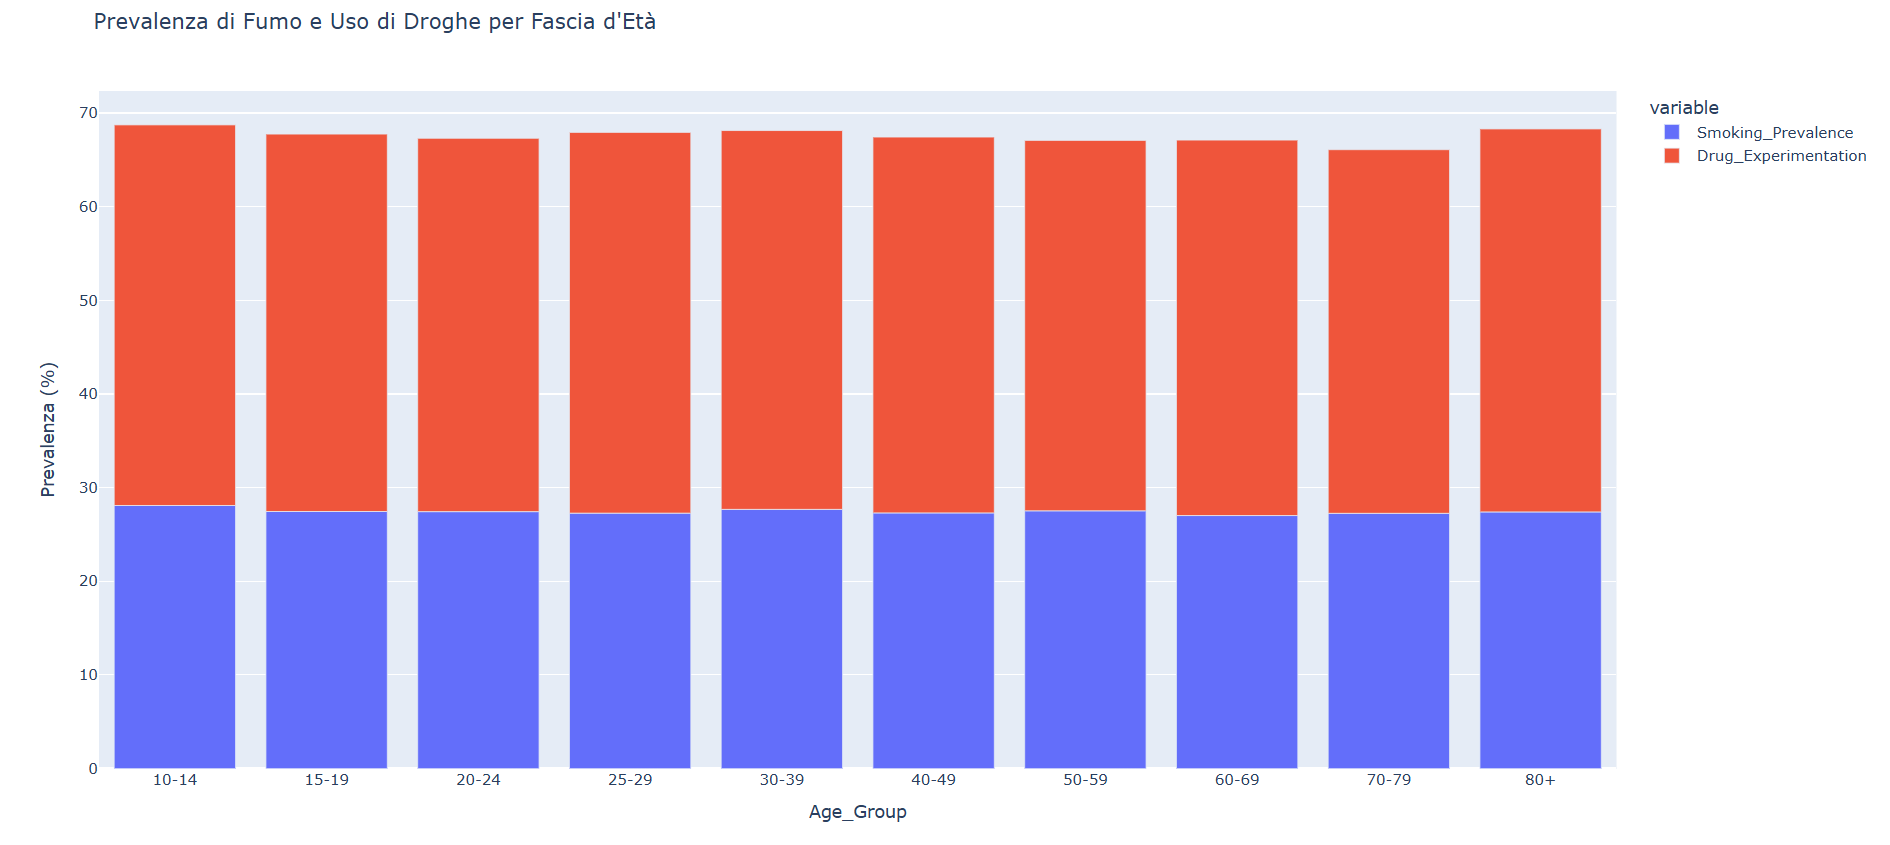 Prevalenza di Fumo e Uso di Droghe per Fascia d'Età
variable
Smoking_Prevalence
Drug_Experimentation
Prevalenza (%)
70
60
50
40
30
20
10
0
10-14 15-19 20-24 25-29 30-39 40-49 50-59 60-69 70-79 80+
Age_Group